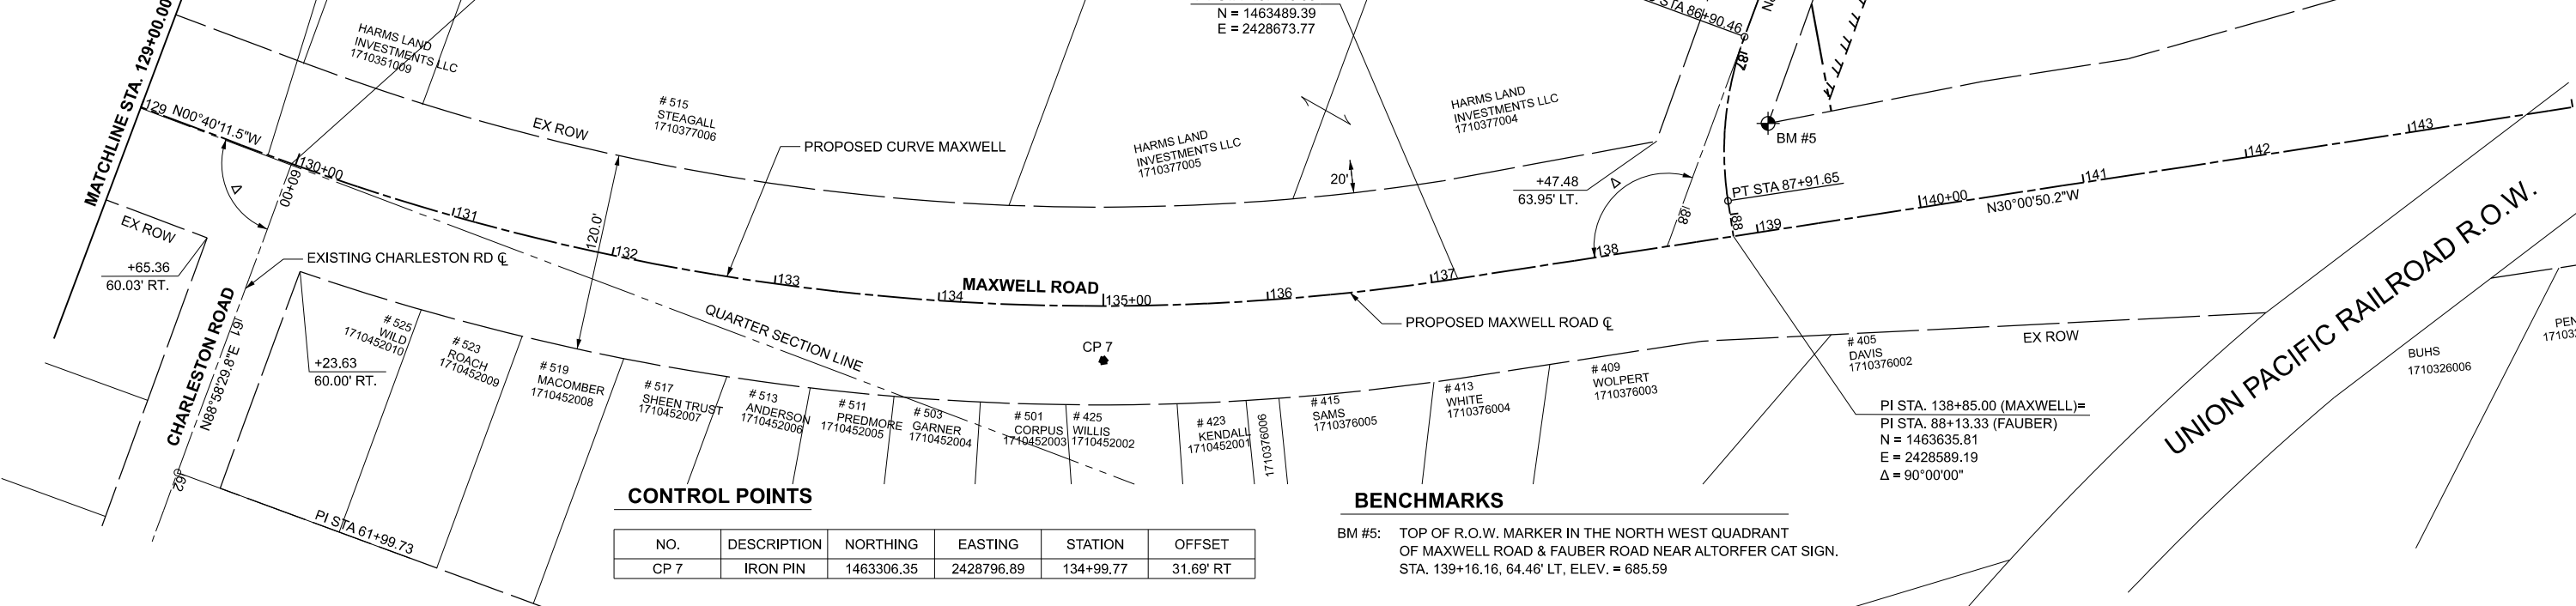 MATCHLINE STA. 129+00.00
HARMS LAND
INVESTMENTS LLC
1710351009
N = 1463489.39
E = 2428673.77
STA 86+90.46
87
129
N00°40'11.5"W
# 515
STEAGALL
1710377006
EX ROW
PROPOSED CURVE MAXWELL
HARMS LAND
INVESTMENTS LLC
1710377005
HARMS LAND
INVESTMENTS LLC
1710377004
BM #5
143
142
141
140+00
N30°00'50.2"W
PT STA 87+91.65
88
88
139
138
Δ
+47.48
63.95' LT.
20'
130+00
60+00
Δ
131
132
133
134
135+00
136
137
120.0'
MAXWELL ROAD
EX ROW
+65.36
60.03' RT.
EXISTING CHARLESTON RD ℄
CHARLESTON ROAD
N88°58'29.8"E
61
62
+23.63
60.00' RT.
QUARTER SECTION LINE
PROPOSED MAXWELL ROAD ℄
CP 7
# 525
WILD
1710452010
# 523
ROACH
1710452009
# 519
MACOMBER
1710452008
# 517
SHEEN TRUST
1710452007
# 513
ANDERSON
1710452006
# 511
PREDMORE
1710452005
# 503
GARNER
1710452004
# 501
CORPUS
1710452003
# 425
WILLIS
1710452002
# 423
KENDALL
1710452001
1710376006
# 415
SAMS
1710376005
# 413
WHITE
1710376004
# 409
WOLPERT
1710376003
# 405
DAVIS
1710376002
EX ROW
UNION PACIFIC RAILROAD R.O.W.
BUHS
1710326006
PI STA. 138+85.00 (MAXWELL)=
PI STA. 88+13.33 (FAUBER)
N = 1463635.81
E = 2428589.19
Δ = 90°00'00"
PI STA 61+99.73
CONTROL POINTS
NO. DESCRIPTION NORTHING EASTING STATION OFFSET
CP 7 IRON PIN 1463306.35 2428796.89 134+99.77 31.69' RT
BENCHMARKS
BM #5: TOP OF R.O.W. MARKER IN THE NORTH WEST QUADRANT
OF MAXWELL ROAD & FAUBER ROAD NEAR ALTORFER CAT SIGN.
STA. 139+16.16, 64.46' LT, ELEV. = 685.59